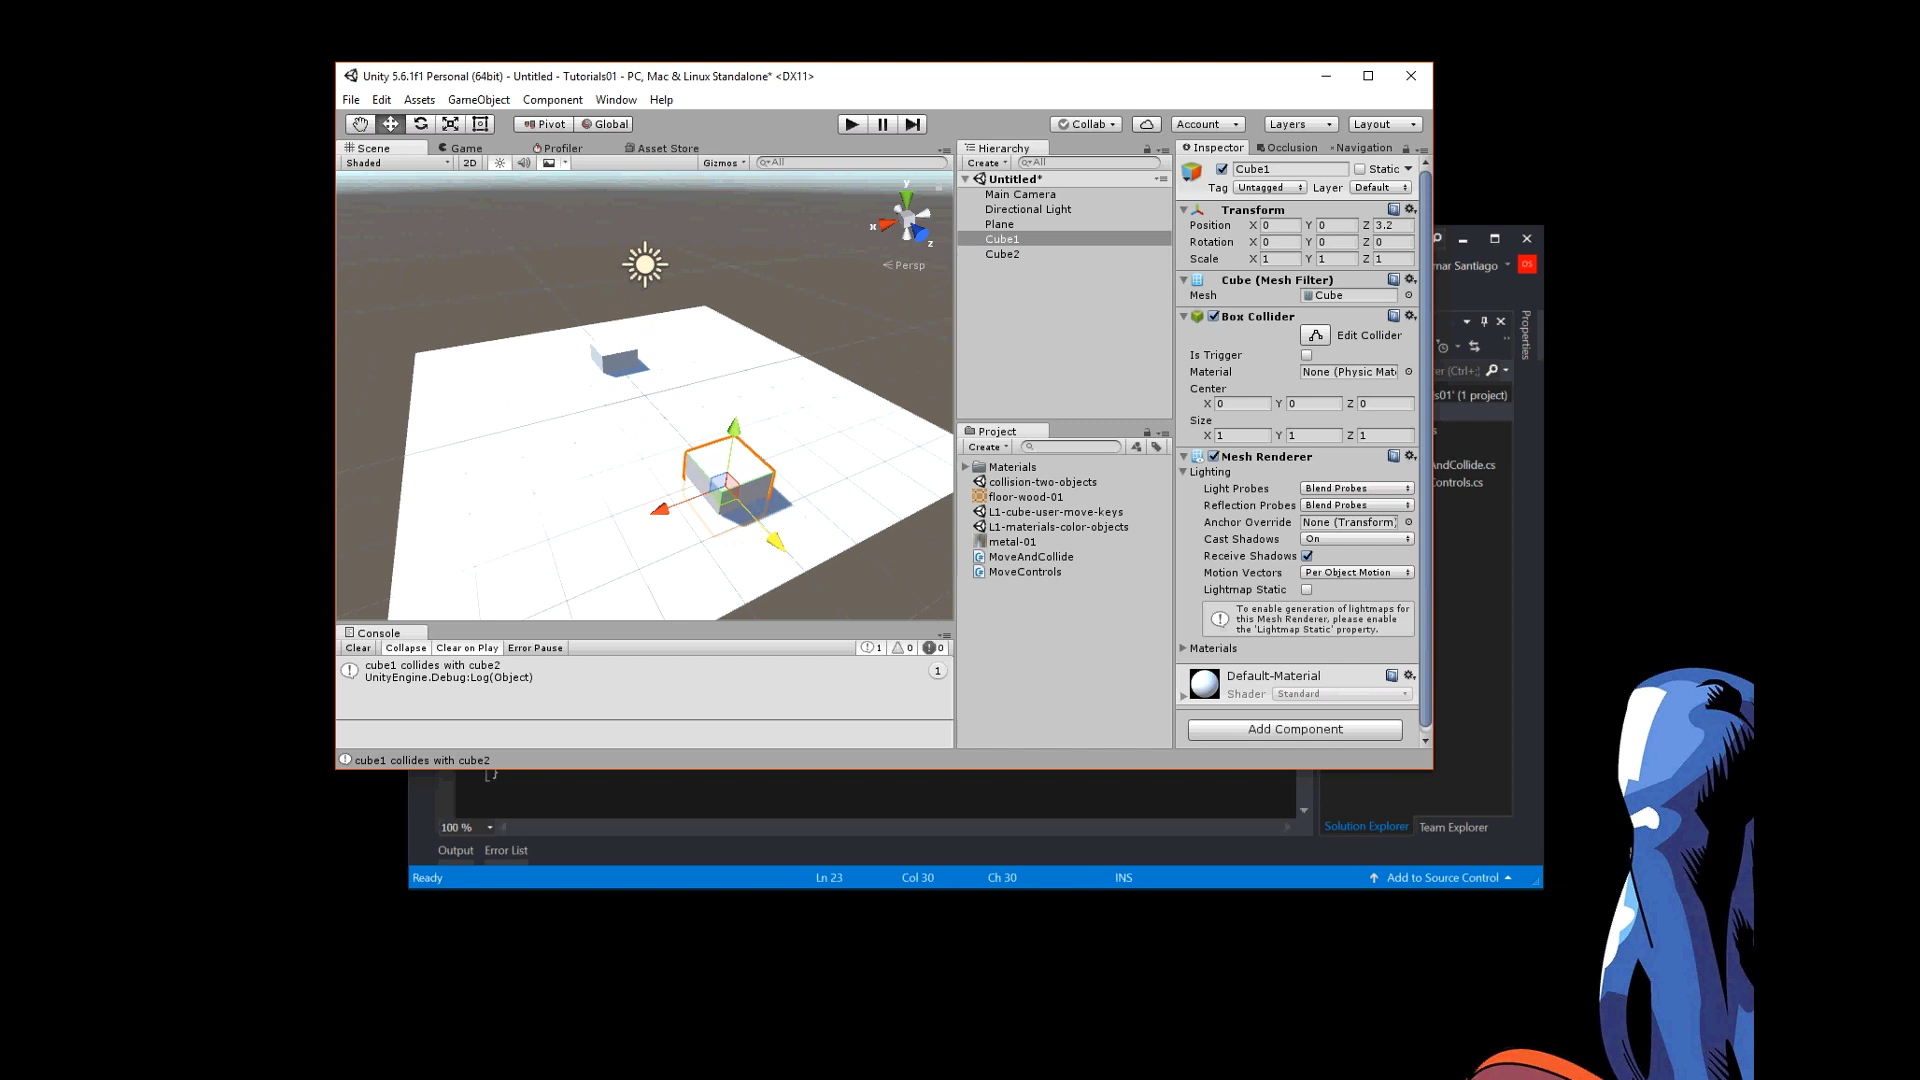 Unity 5.6.1f1 Personal (64bit) - Untitled - Tutorials01 - PC, Mac & Linux Standalone* <DX11>
File Edit Assets GameObject Component Window Help
Pivot Global Collab Account Layers Layout
Scene Game Profiler Asset Store
Shaded 2D Gizmos All
y
x
z
Persp
Hierarchy
Create All
Untitled*
Main Camera
Directional Light
Plane
Cube1
Cube2
Project
Create
Materials
collision-two-objects
floor-wood-01
L1-cube-user-move-keys
L1-materials-color-objects
metal-01
MoveAndCollide
MoveControls
Inspector Occlusion Navigation
Cube1 Static
Tag Untagged Layer Default
Transform
Position X 0 Y 0 Z 3.2
Rotation X 0 Y 0 Z 0
Scale X 1 Y 1 Z 1
Cube (Mesh Filter)
Mesh Cube
Box Collider
Edit Collider
Is Trigger
Material None (Physic Mat
Center
X 0 Y 0 Z 0
Size
X 1 Y 1 Z 1
Mesh Renderer
Lighting
Light Probes Blend Probes
Reflection Probes Blend Probes
Anchor Override None (Transform)
Cast Shadows On
Receive Shadows
Motion Vectors Per Object Motion
Lightmap Static
To enable generation of lightmaps for
this Mesh Renderer, please enable
the 'Lightmap Static' property.
Materials
Default-Material
Shader Standard
Add Component
Console
Clear Collapse Clear on Play Error Pause 1 0 0
cube1 collides with cube2
UnityEngine.Debug:Log(Object)
1
cube1 collides with cube2
mar Santiago OS
Properties
er (Ctrl+;)
s01' (1 project)
s
AndCollide.cs
ontrols.cs
}
100 %
Solution Explorer Team Explorer
Output Error List
Ready Ln 23 Col 30 Ch 30 INS Add to Source Control